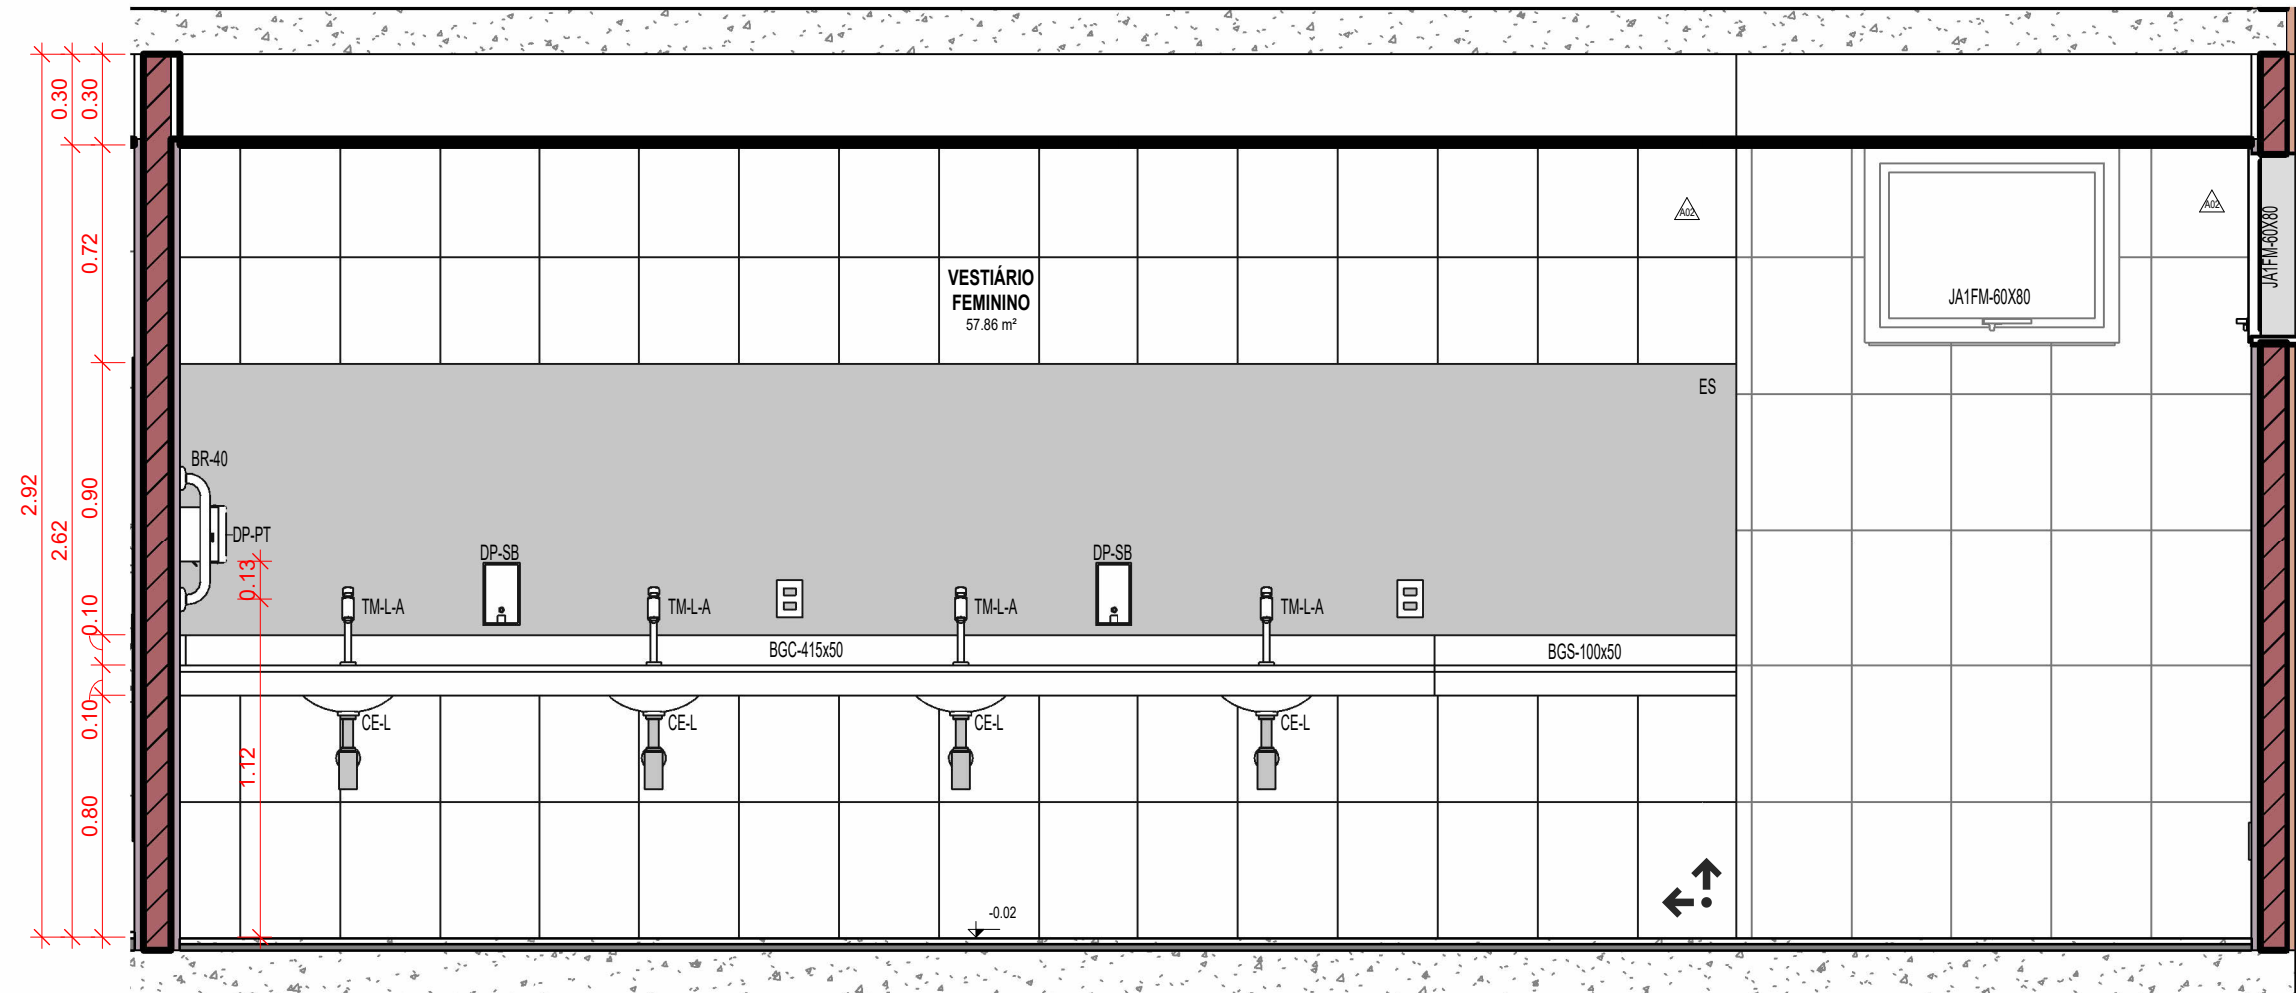 0.30
0.30
0.72
A02
A02
JA1FM-60X80
VESTIÁRIO
FEMININO
57.86 m²
JA1FM-60X80
ES
BR-40
2.92
2.62
0.90
DP-PT
0.13
DP-SB
DP-SB
TM-L-A
TM-L-A
TM-L-A
TM-L-A
0.10
BGC-415x50
BGS-100x50
0.10
CE-L
CE-L
CE-L
CE-L
1.12
0.80
-0.02